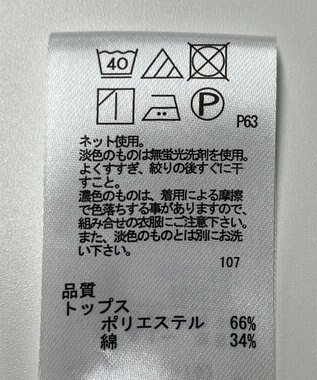 40
P
P63
ネット使用。
淡色のものは無蛍光洗剤を使用。
よくすすぎ、絞りの後すぐに干
すこと。
濃色のものは、着用による摩擦
で色落ちする事がありますので、
組み合せの衣服にご注意下さい。
また、淡色のものとは別にお洗
い下さい。
107
品質
トップス
ポリエステル 66%
綿 34%